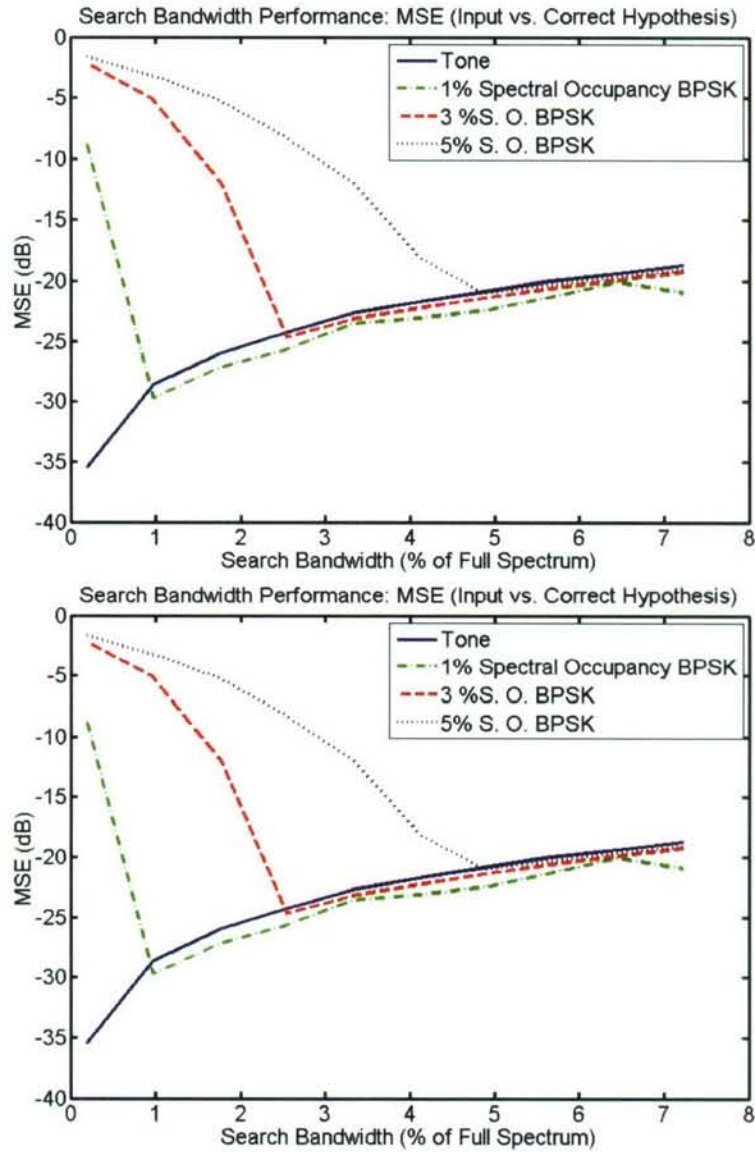 Search Bandwidth Performance: MSE (Input vs. Correct Hypothesis)
0
-5
-10
-15
-20
-25
-30
-35
-40
MSE (dB)
Tone
1% Spectral Occupancy BPSK
3 %S. O. BPSK
5% S. O. BPSK
0 1 2 3 4 5 6 7 8
Search Bandwidth (% of Full Spectrum)
Search Bandwidth Performance: MSE (Input vs. Correct Hypothesis)
0
-5
-10
-15
-20
-25
-30
-35
-40
MSE (dB)
Tone
1% Spectral Occupancy BPSK
3 %S. O. BPSK
5% S. O. BPSK
0 1 2 3 4 5 6 7 8
Search Bandwidth (% of Full Spectrum)